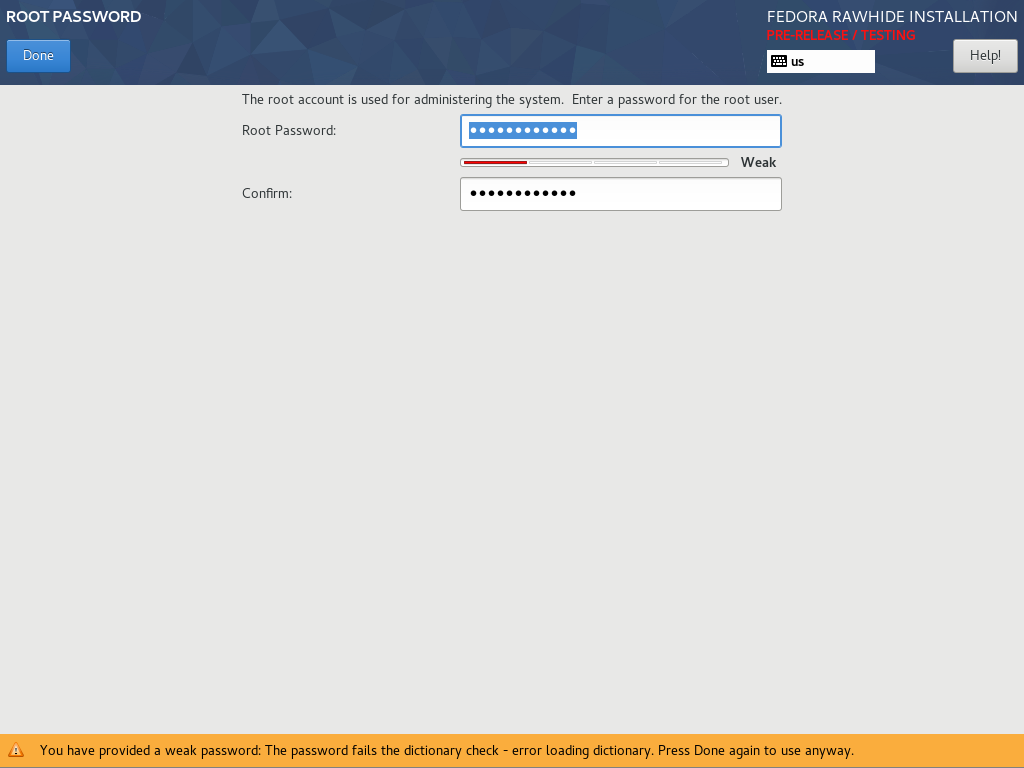 ROOT PASSWORD
FEDORA RAWHIDE INSTALLATION
PRE-RELEASE / TESTING
Done
us
Help!
The root account is used for administering the system.  Enter a password for the root user.
Root Password:
●●●●●●●●●●●●
Weak
Confirm:
●●●●●●●●●●●●
You have provided a weak password: The password fails the dictionary check - error loading dictionary. Press Done again to use anyway.